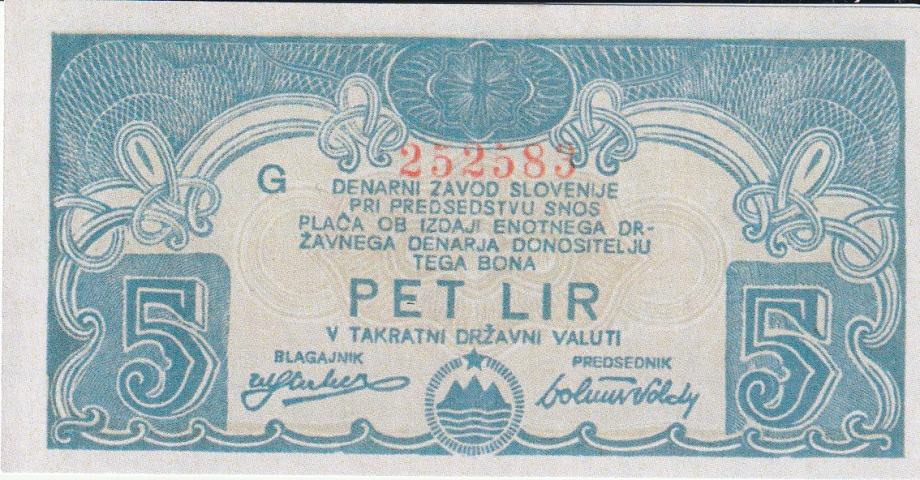 252583
G
DENARNI ZAVOD SLOVENIJE
PRI PREDSEDSTVU SNOS
PLAČA OB IZDAJI ENOTNEGA DR-
ŽAVNEGA DENARJA DONOSITELJU
TEGA BONA
PET LIR
V TAKRATNI DRŽAVNI VALUTI
BLAGAJNIK
PREDSEDNIK
5
5